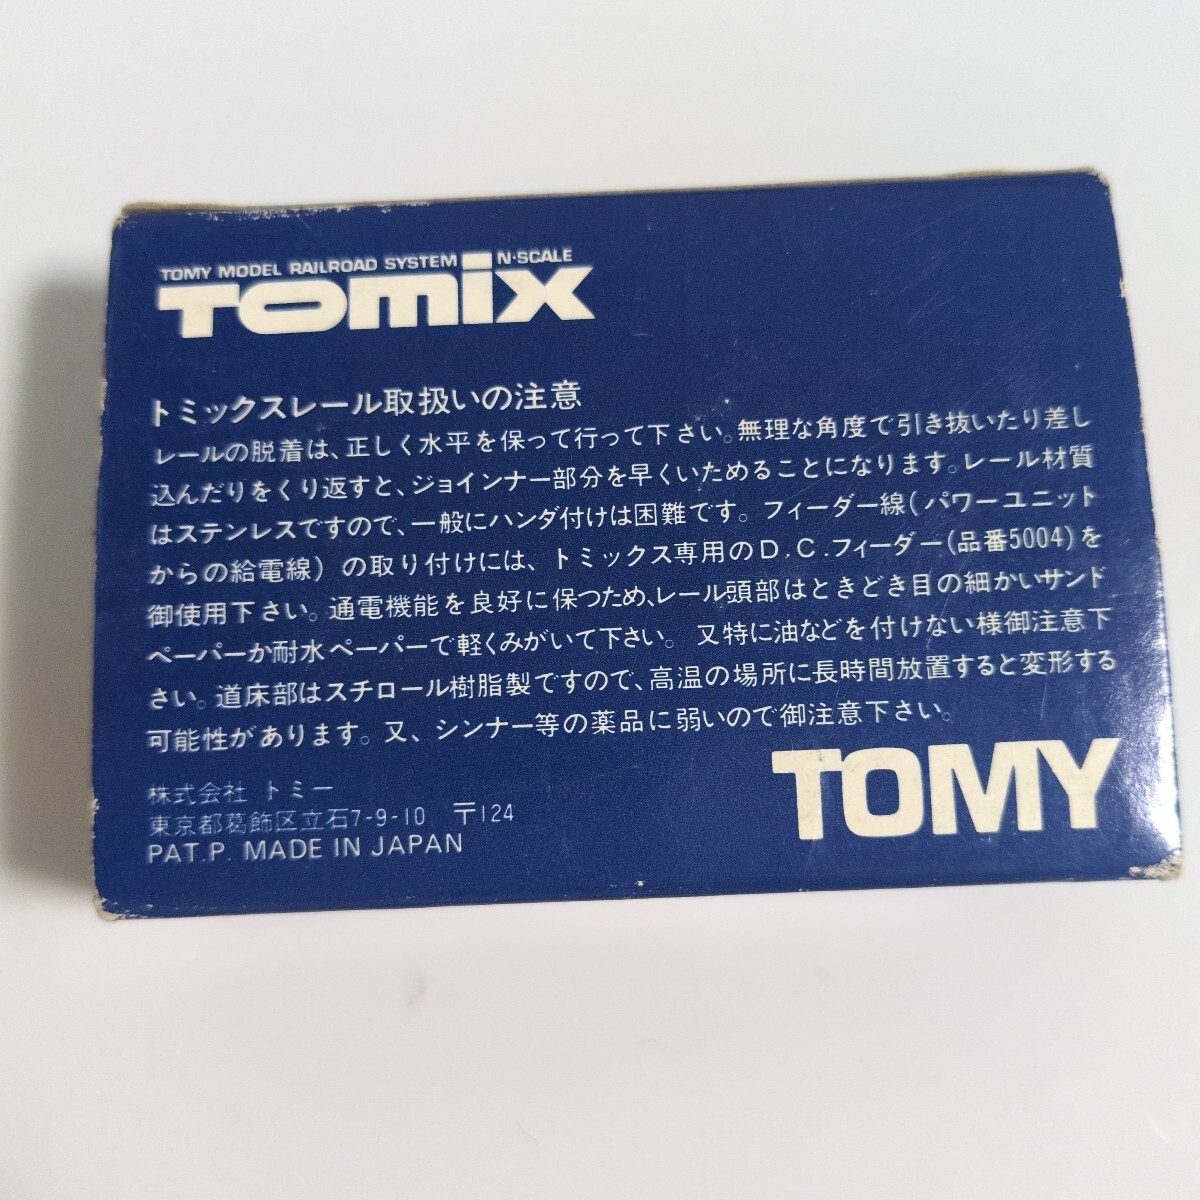 TOMY MODEL RAILROAD SYSTEM N·SCALE
TOMIX
トミックスレール取扱いの注意
レールの脱着は、正しく水平を保って行って下さい。無理な角度で引き抜いたり差し
込んだりをくり返すと、ジョインナー部分を早くいためることになります。レール材質
はステンレスですので、一般にハンダ付けは困難です。フィーダー線(パワーユニット
からの給電線)の取り付けには、トミックス専用のD.C.フィーダー(品番5004)を
御使用下さい。通電機能を良好に保つため、レール頭部はときどき目の細かいサンド
ペーパーか耐水ペーパーで軽くみがいて下さい。又特に油などを付けない様御注意下
さい。道床部はスチロール樹脂製ですので、高温の場所に長時間放置すると変形する
可能性があります。又、シンナー等の薬品に弱いので御注意下さい。
株式会社 トミー
東京都葛飾区立石7-9-10 〒124
PAT.P. MADE IN JAPAN
TOMY